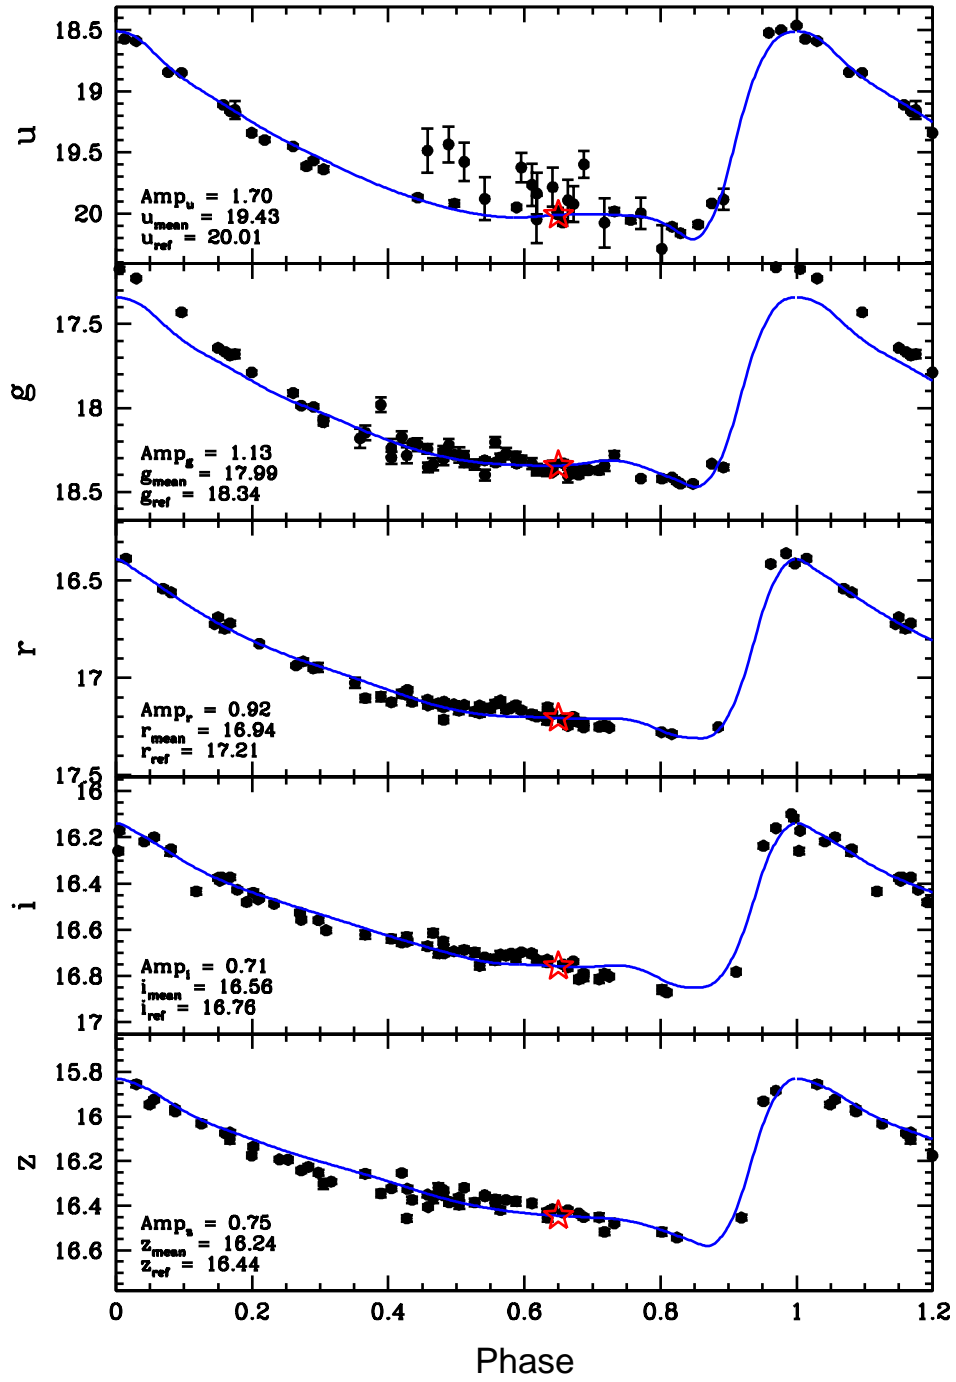 18.5
19
19.5
20
u
Amp_u = 1.70
u_mean = 19.43
u_ref = 20.01
17.5
18
18.5
g
Amp_g = 1.13
g_mean = 17.99
g_ref = 18.34
16.5
17
17.5
r
Amp_r = 0.92
r_mean = 16.94
r_ref = 17.21
16
16.2
16.4
16.6
16.8
17
i
Amp_i = 0.71
i_mean = 16.56
i_ref = 16.76
15.8
16
16.2
16.4
16.6
z
Amp_z = 0.75
z_mean = 16.24
z_ref = 16.44
0 0.2 0.4 0.6 0.8 1 1.2
Phase